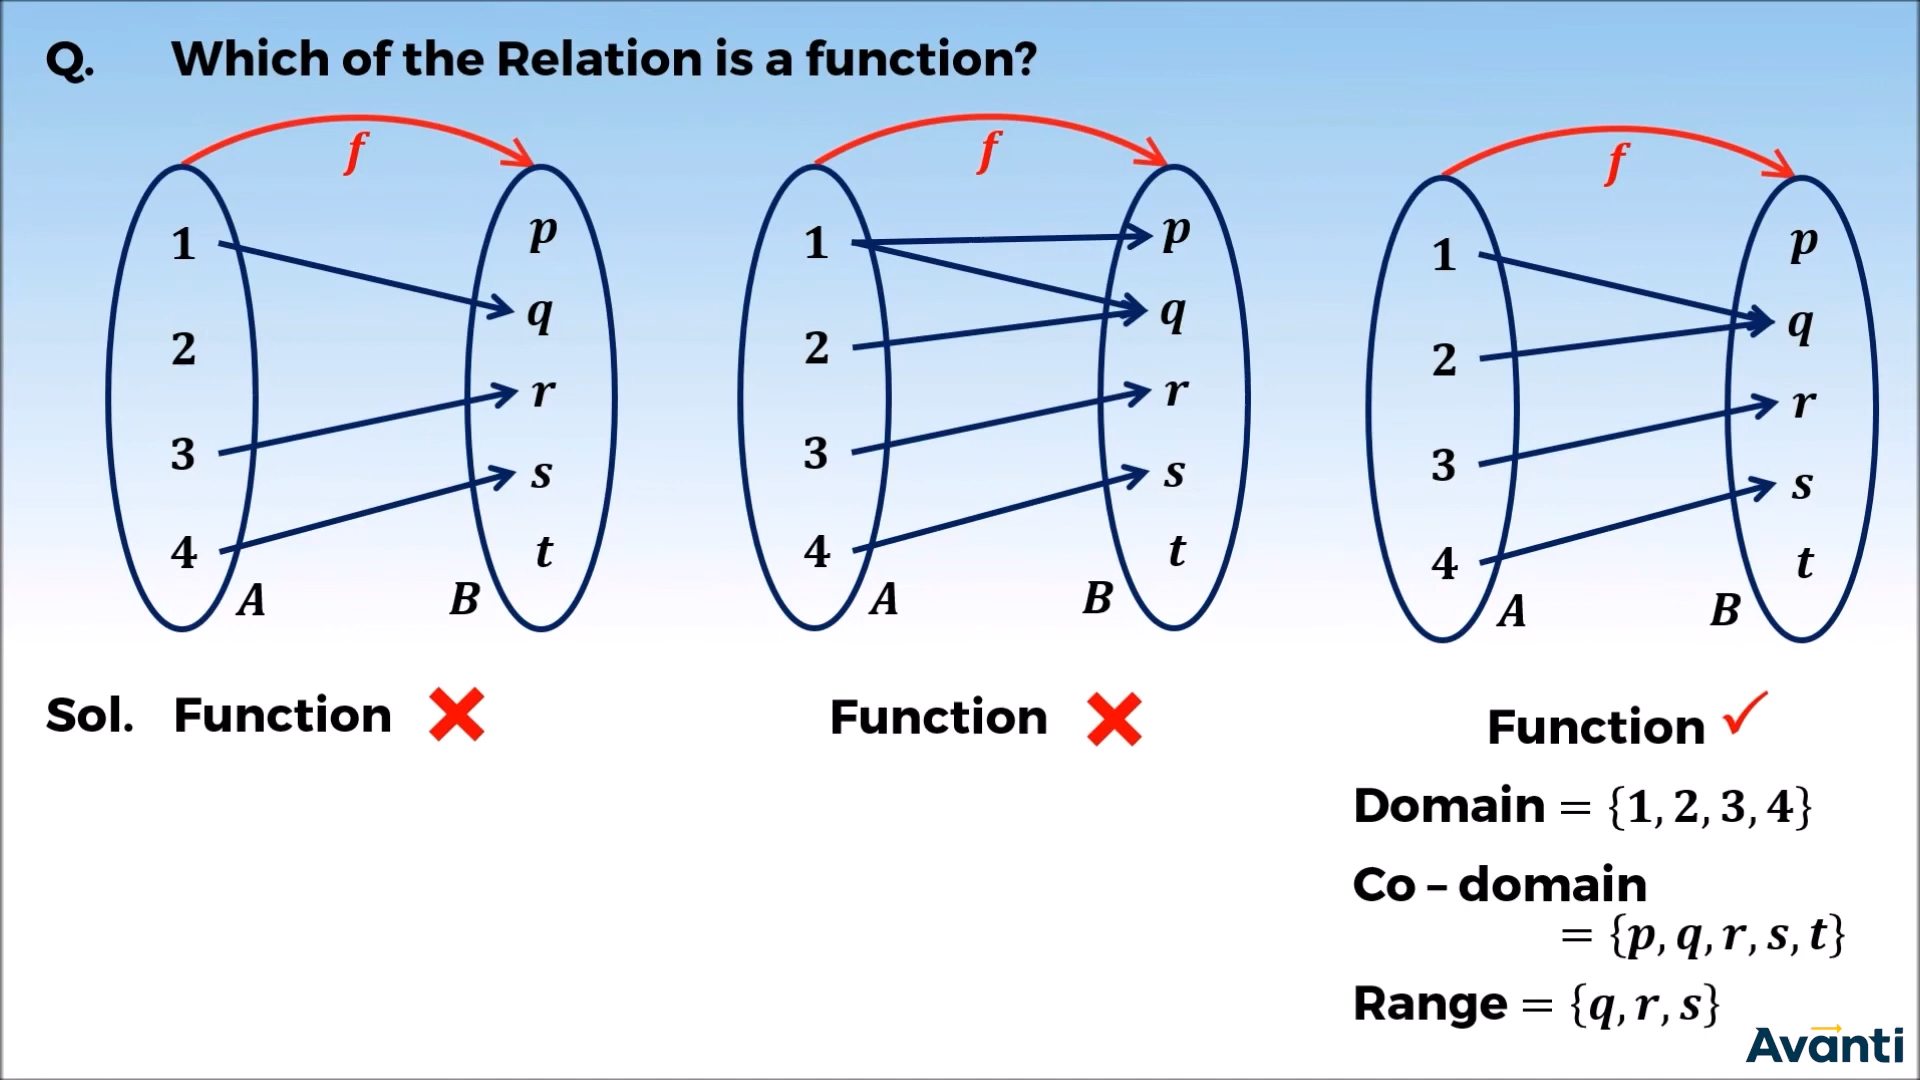 Q. Which of the Relation is a function?
f
1
2
3
4
A
p
q
r
s
t
B
f
1
2
3
4
A
p
q
r
s
t
B
f
1
2
3
4
A
p
q
r
s
t
B
Sol. Function
Function
Function
Domain = {1, 2, 3, 4}
Co – domain
= {p, q, r, s, t}
Range = {q, r, s}
Avanti